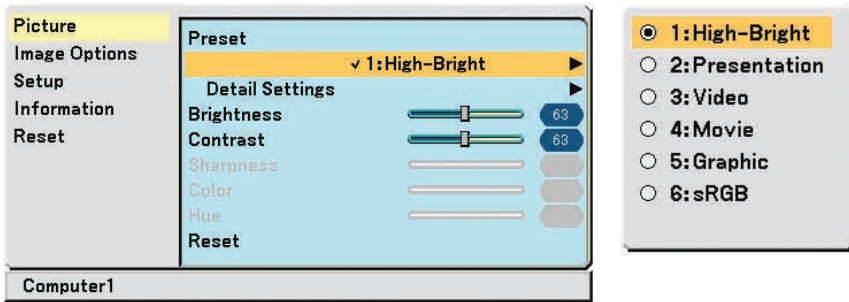 Picture
Image Options
Setup
Information
Reset
Preset
✓ 1:High-Bright
Detail Settings
Brightness 63
Contrast 63
Sharpness
Color
Hue
Reset
Computer1
1:High-Bright
2:Presentation
3:Video
4:Movie
5:Graphic
6:sRGB